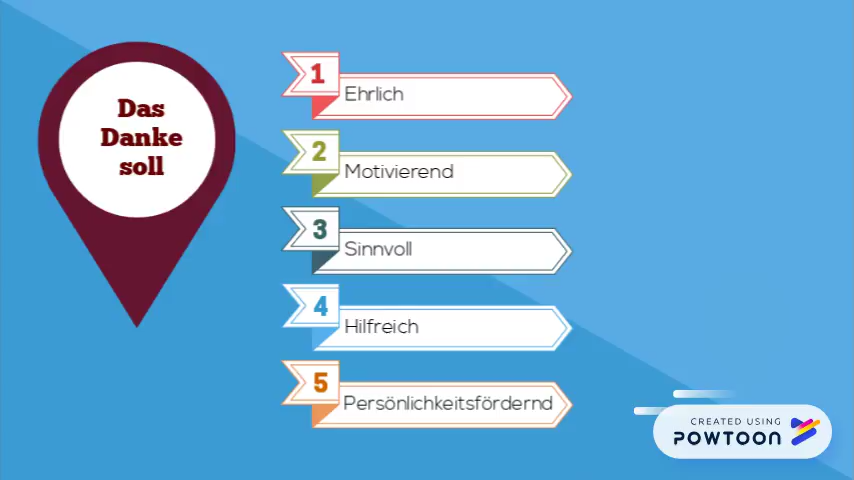 Das
Danke
soll
1
Ehrlich
2
Motivierend
3
Sinnvoll
4
Hilfreich
5
Persönlichkeitsfördernd
CREATED USING
POWTOON